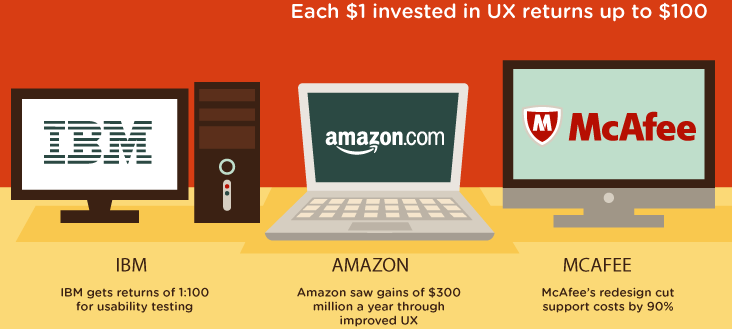 Each $1 invested in UX returns up to $100
IBM
amazon.com
M McAfee
IBM
AMAZON
MCAFEE
IBM gets returns of 1:100
for usability testing
Amazon saw gains of $300
million a year through
improved UX
McAfee's redesign cut
support costs by 90%